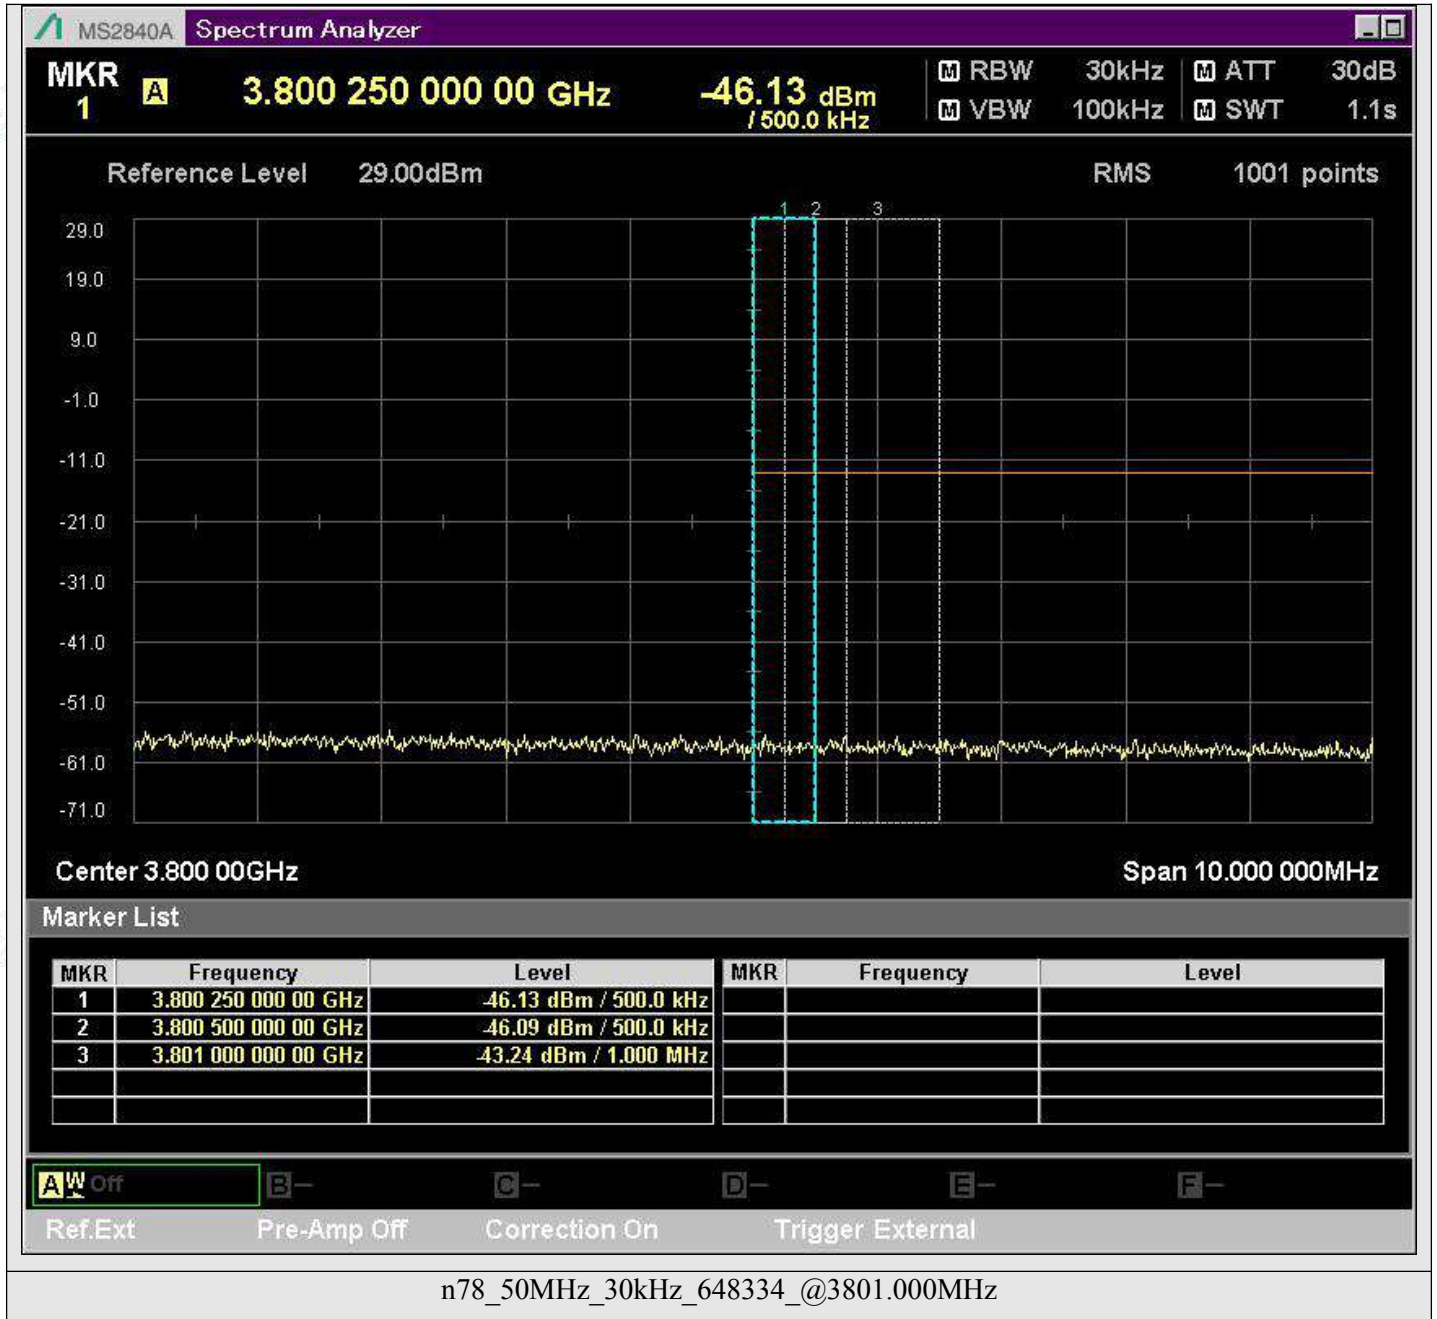 MS2840A Spectrum Analyzer
MKR 1 A 3.800 250 000 00 GHz -46.13 dBm / 500.0 kHz
M RBW 30kHz M ATT 30dB
M VBW 100kHz M SWT 1.1s
Reference Level 29.00dBm RMS 1001 points
1 2 3
29.0
19.0
9.0
-1.0
-11.0
-21.0
-31.0
-41.0
-51.0
-61.0
-71.0
Center 3.800 00GHz Span 10.000 000MHz
Marker List
MKR Frequency Level MKR Frequency Level
1 3.800 250 000 00 GHz -46.13 dBm / 500.0 kHz
2 3.800 500 000 00 GHz -46.09 dBm / 500.0 kHz
3 3.801 000 000 00 GHz -43.24 dBm / 1.000 MHz
A W Off B – C – D – E – F –
Ref.Ext Pre-Amp Off Correction On Trigger External
n78_50MHz_30kHz_648334_@3801.000MHz